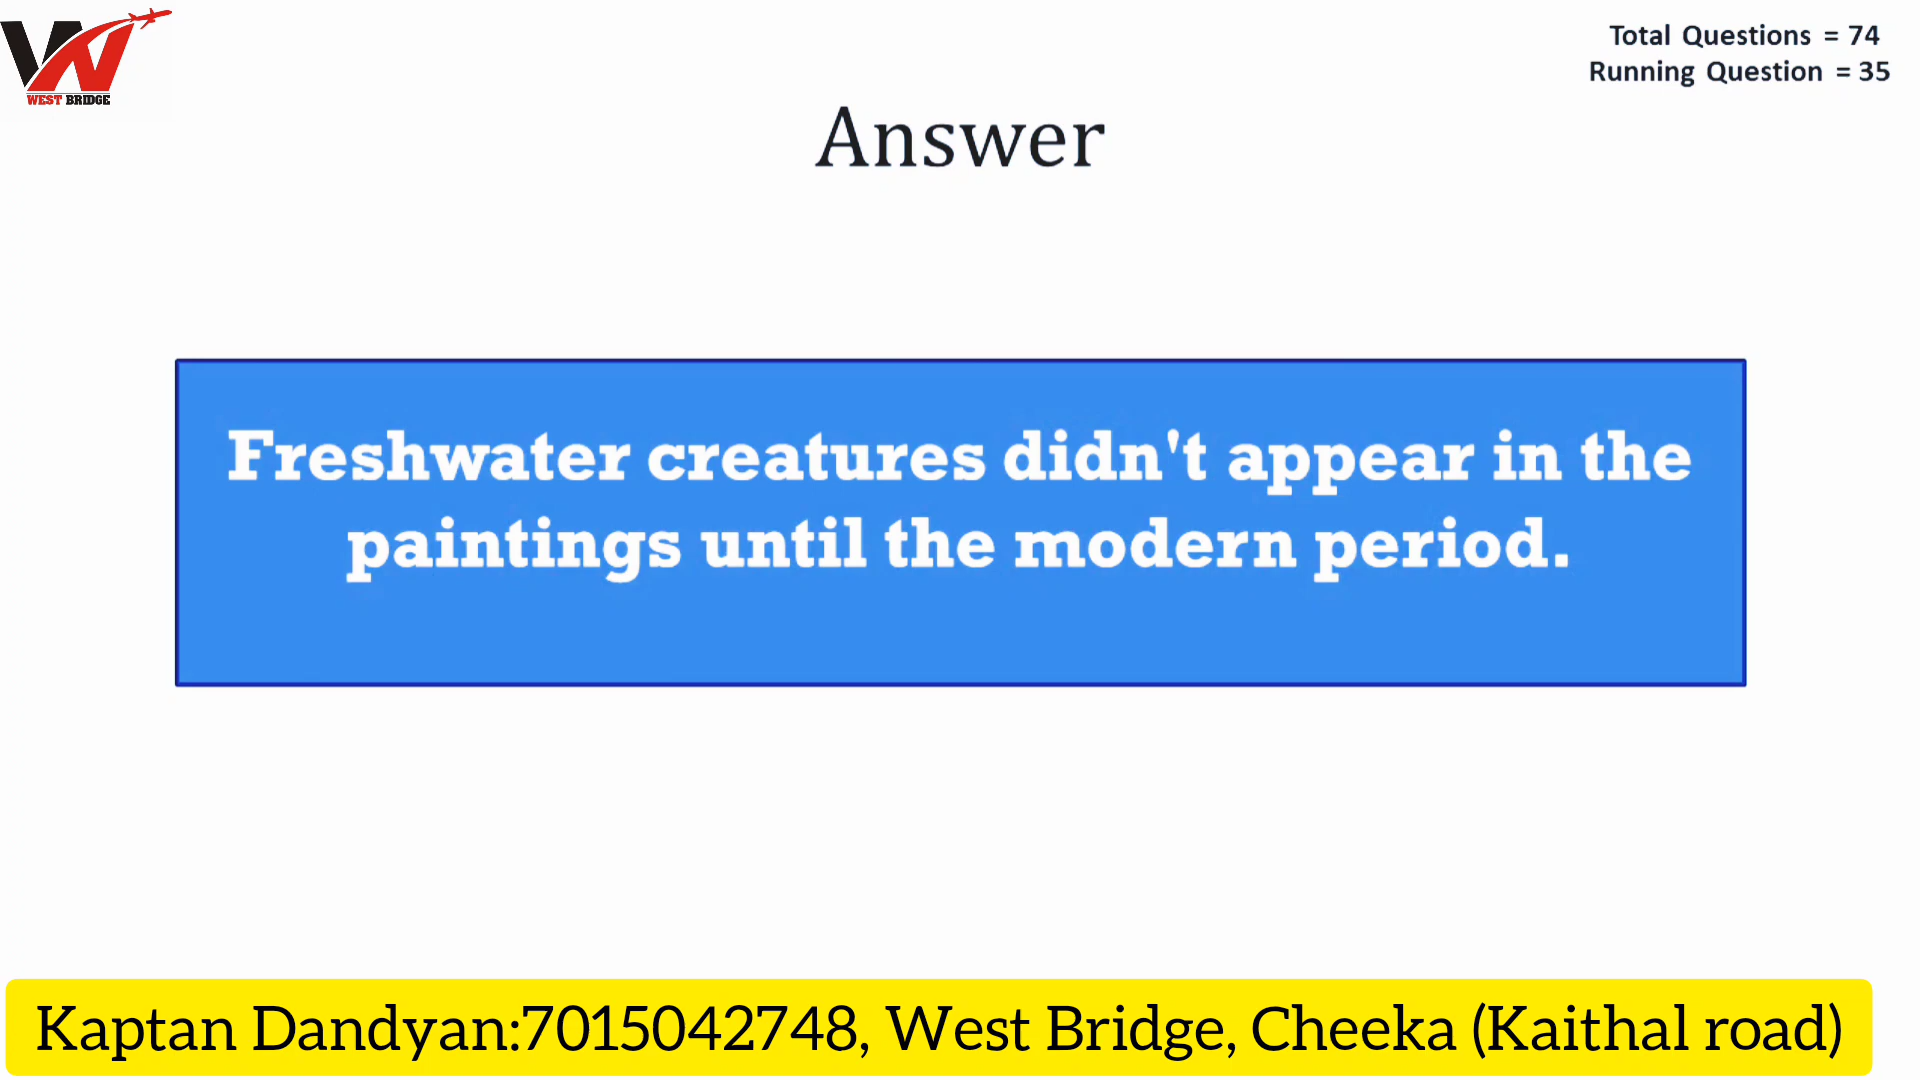 WEST BRIDGE
Total Questions = 74
Running Question = 35
Answer
Freshwater creatures didn't appear in the
paintings until the modern period.
Kaptan Dandyan:7015042748, West Bridge, Cheeka (Kaithal road)